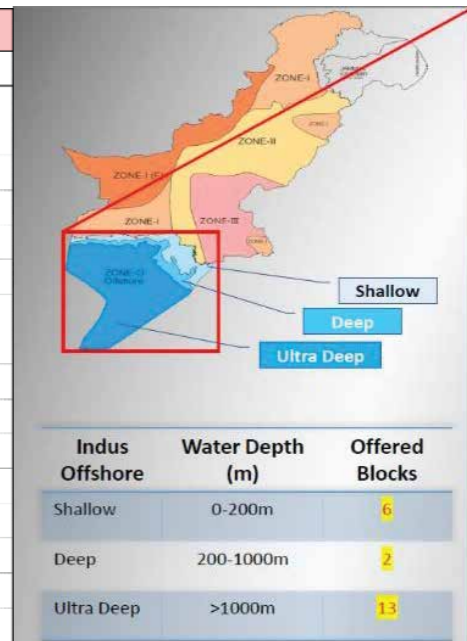 ZONE-I
ZONE-II
ZONE-I (E)
ZONE-I
ZONE-III
ZONE-O
Offshore
Shallow
Deep
Ultra Deep
Indus Offshore
Water Depth (m)
Offered Blocks
Shallow 0-200m 6
Deep 200-1000m 2
Ultra Deep >1000m 13